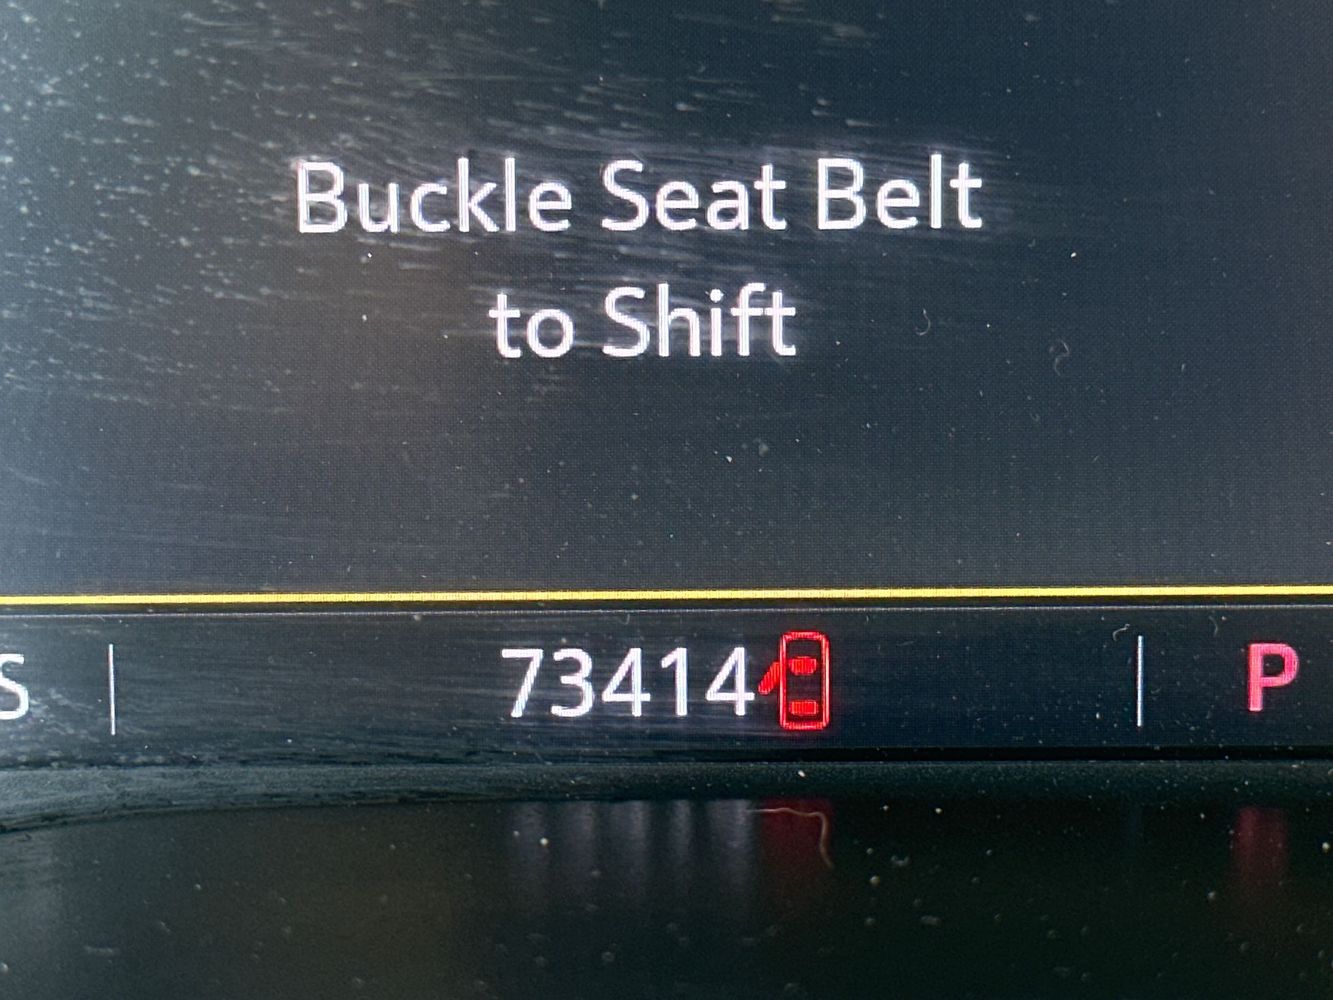 Buckle Seat Belt
to Shift
S 73414 P